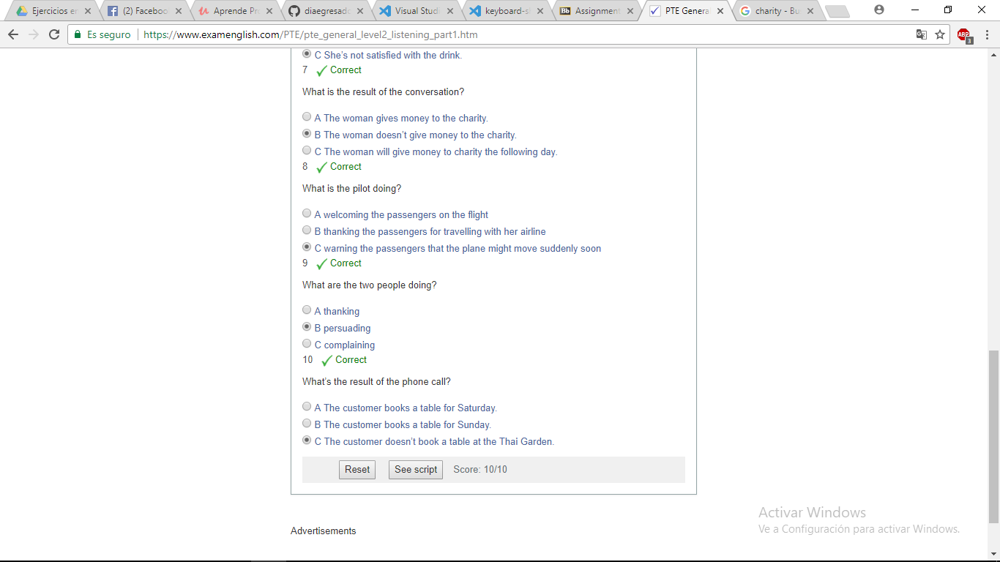 Ejercicios en
(2) Facebook
Aprende Pro
diaegresado
Visual Studi
keyboard-s
Assignment
PTE General
charity - Bu
Es seguro
https://www.examenglish.com/PTE/pte_general_level2_listening_part1.htm
ABP
3
C She's not satisfied with the drink.
7 Correct
What is the result of the conversation?
A The woman gives money to the charity.
B The woman doesn't give money to the charity.
C The woman will give money to charity the following day.
8 Correct
What is the pilot doing?
A welcoming the passengers on the flight
B thanking the passengers for travelling with her airline
C warning the passengers that the plane might move suddenly soon
9 Correct
What are the two people doing?
A thanking
B persuading
C complaining
10 Correct
What's the result of the phone call?
A The customer books a table for Saturday.
B The customer books a table for Sunday.
C The customer doesn't book a table at the Thai Garden.
Reset See script Score: 10/10
Activar Windows
Ve a Configuración para activar Windows.
Advertisements